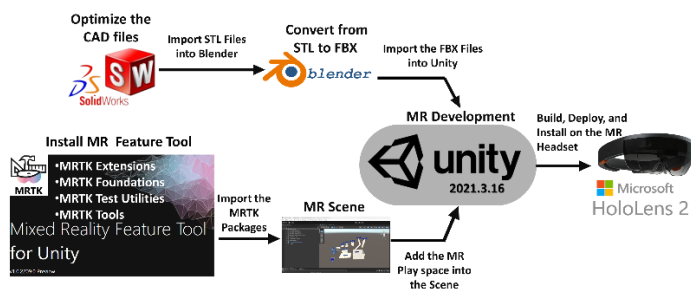 Optimize the
CAD files
SW
SolidWorks
Import STL Files
into Blender
Convert from
STL to FBX
blender
Import the FBX Files
into Unity
MR Development
unity
2021.3.16
Build, Deploy, and
Install on the MR
Headset
Microsoft
HoloLens 2
Install MR Feature Tool
MRTK
•MRTK Extensions
•MRTK Foundations
•MRTK Test Utilities
•MRTK Tools
Mixed Reality Feature Tool
for Unity
Import the
MRTK
Packages
MR Scene
Add the MR
Play space into
the Scene